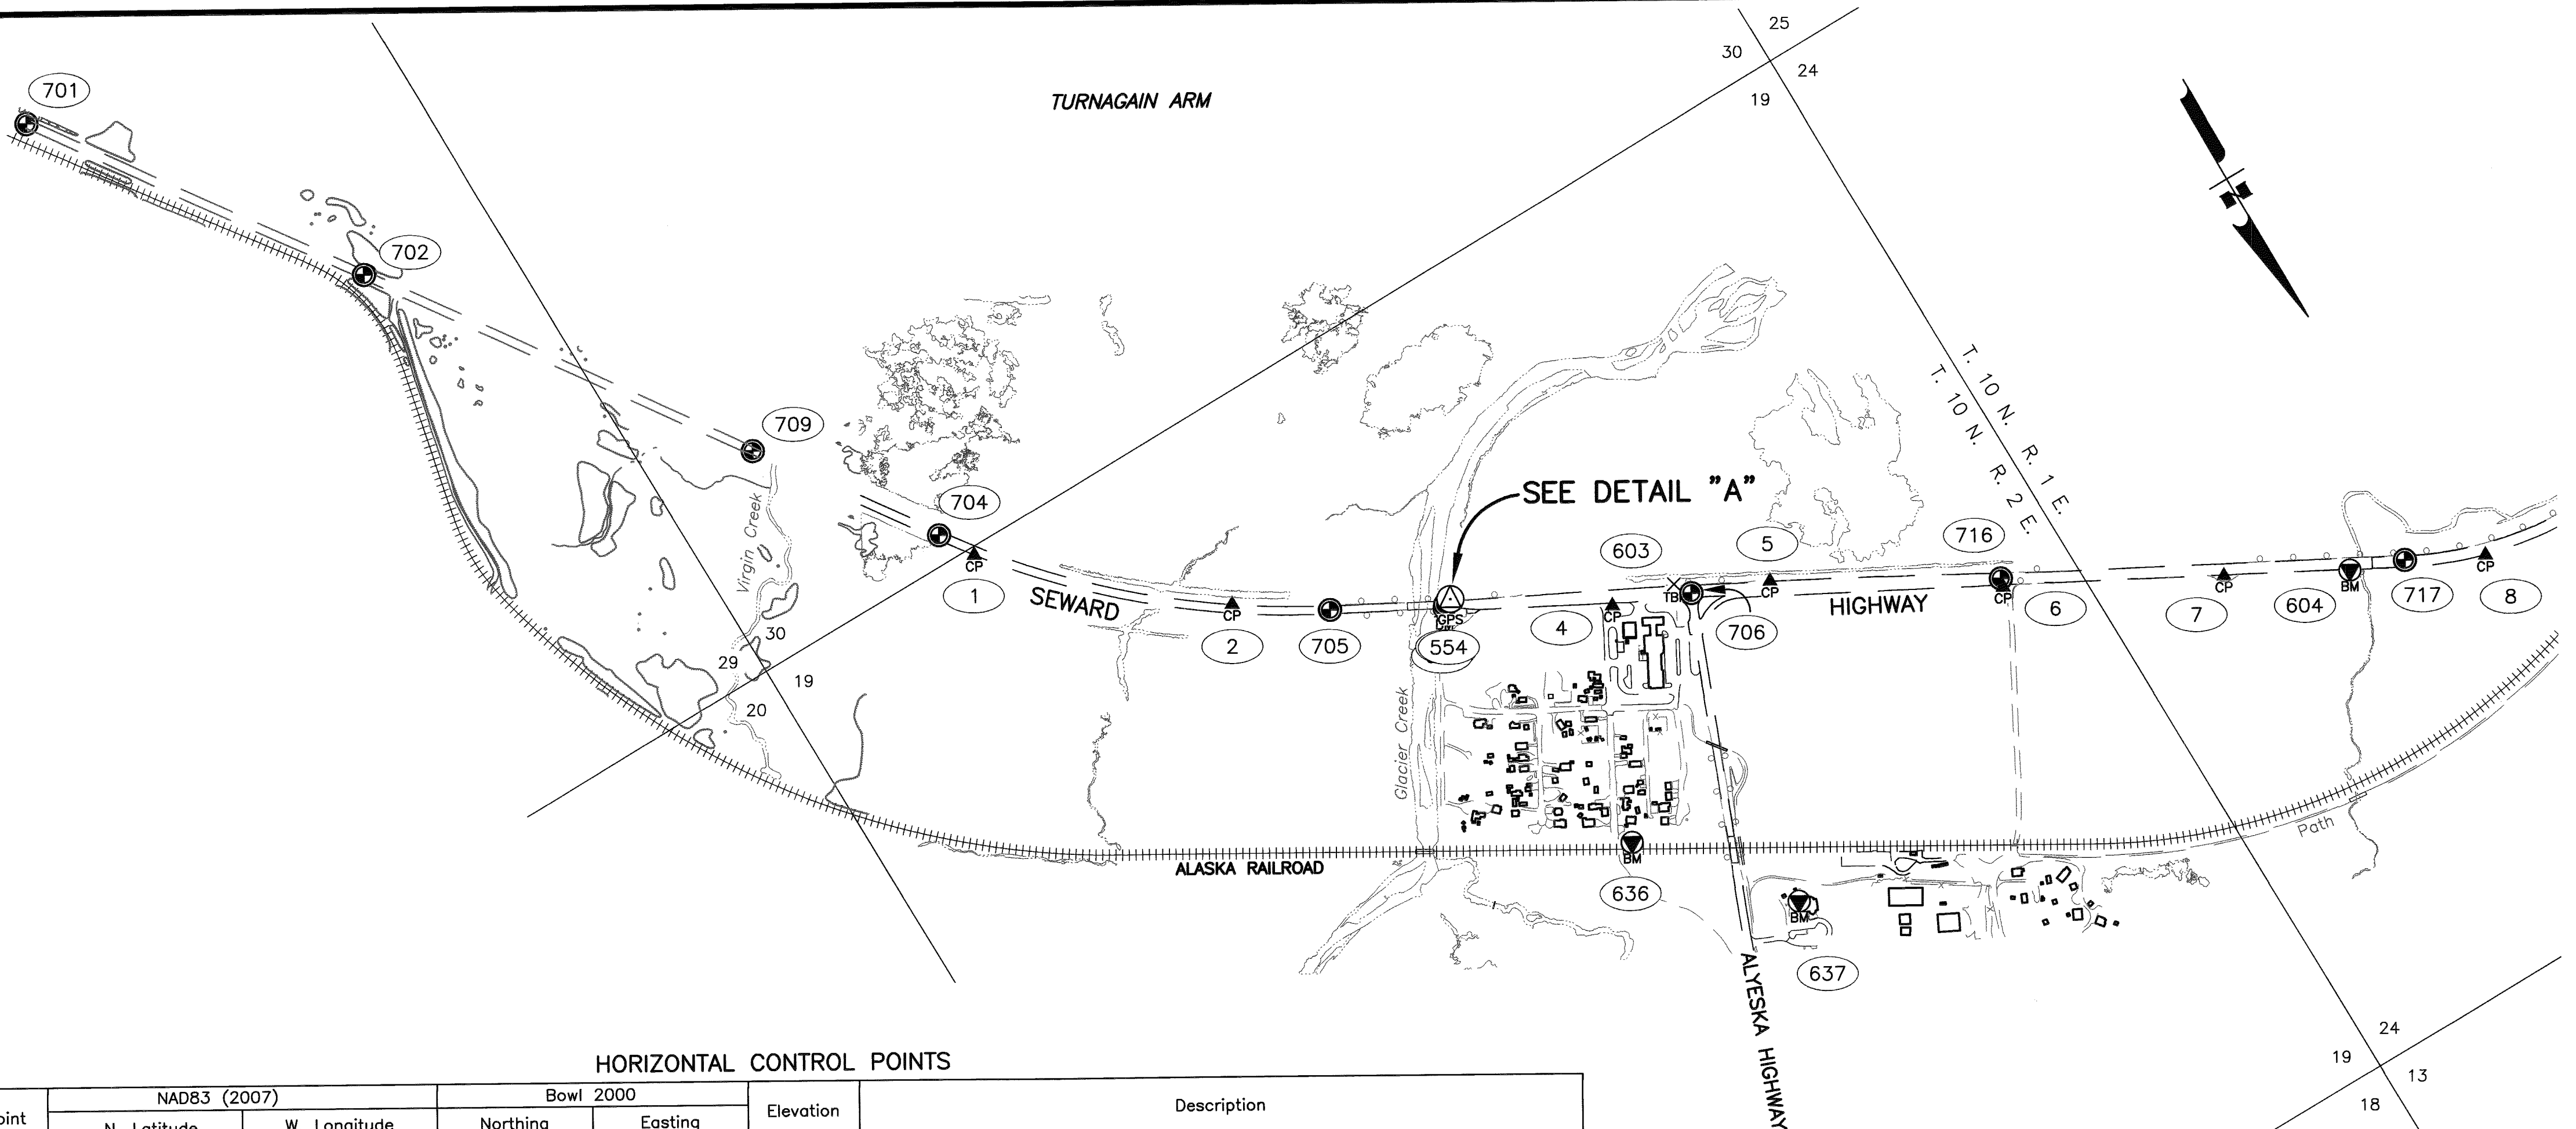 25
30
24
19
701
TURNAGAIN ARM
N
702
709
704
Virgin Creek
CP
1
SEWARD
CP
2
705
SEE DETAIL "A"
GPS
554
Glacier Creek
603
4
CP
5
CP
706
HIGHWAY
716
CP
6
T. 10 N. R. 1 E.
T. 10 N. R. 2 E.
7
CP
604
BM
717
CP
8
30
29
19
20
ALASKA RAILROAD
BM
636
BM
637
Path
ALYESKA HIGHWAY
24
19
13
18
HORIZONTAL CONTROL POINTS
NAD83 (2007)
Bowl 2000
Elevation
Description
N. Latitude
W. Longitude
Northing
Easting